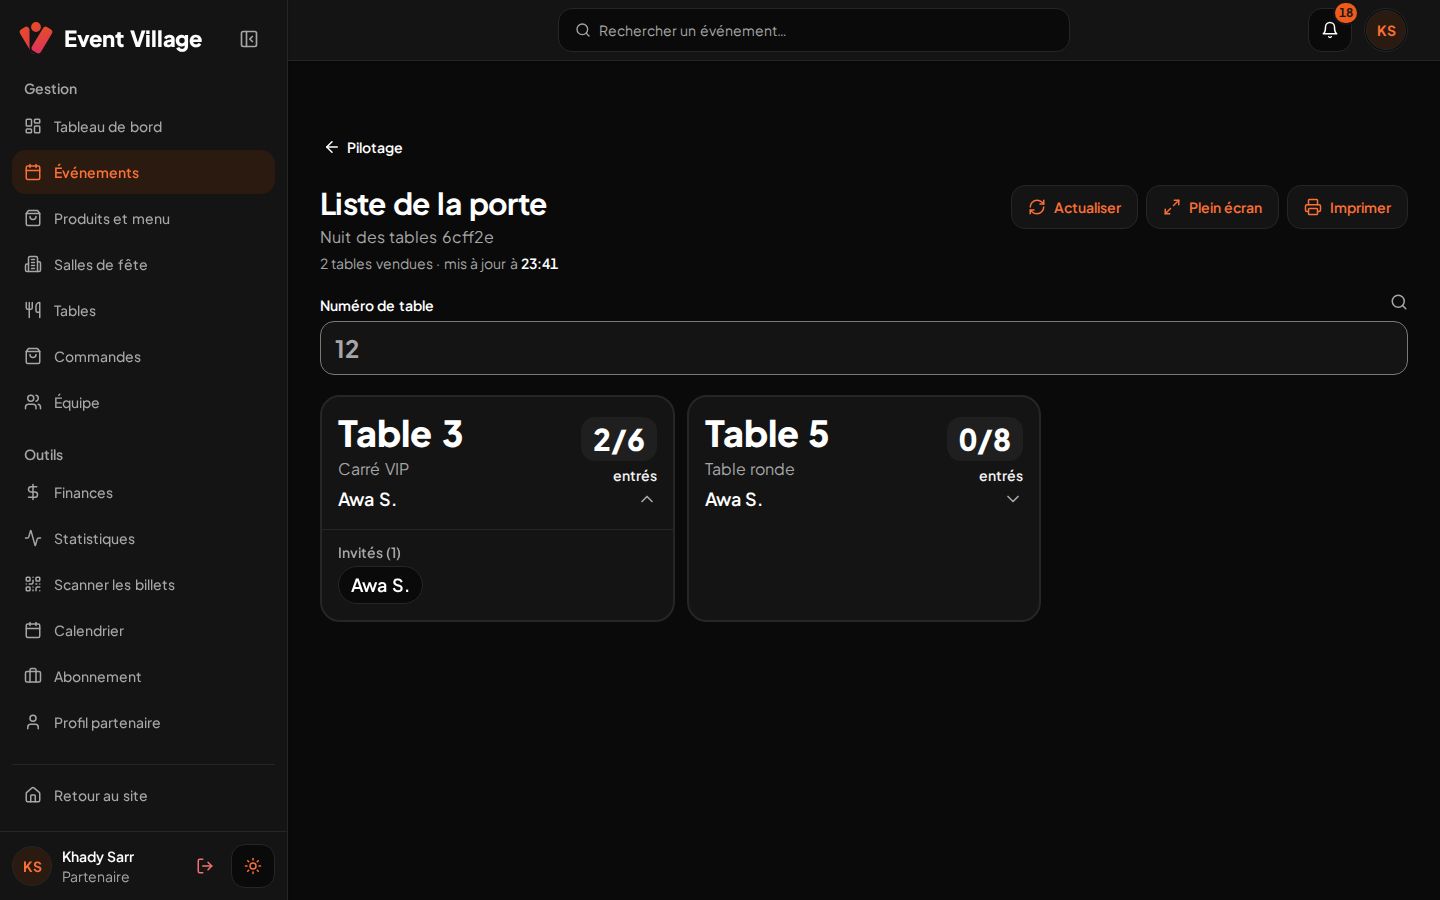 Event Village
Gestion
Tableau de bord
Événements
Produits et menu
Salles de fête
Tables
Commandes
Équipe
Outils
Finances
Statistiques
Scanner les billets
Calendrier
Abonnement
Profil partenaire
Retour au site
KS
Khady Sarr
Partenaire
Rechercher un événement...
18
KS
Pilotage
Liste de la porte
Nuit des tables 6cff2e
2 tables vendues · mis à jour à 23:41
Actualiser
Plein écran
Imprimer
Numéro de table
12
Table 3
2/6
Carré VIP
entrés
Awa S.
Invités (1)
Awa S.
Table 5
0/8
Table ronde
entrés
Awa S.